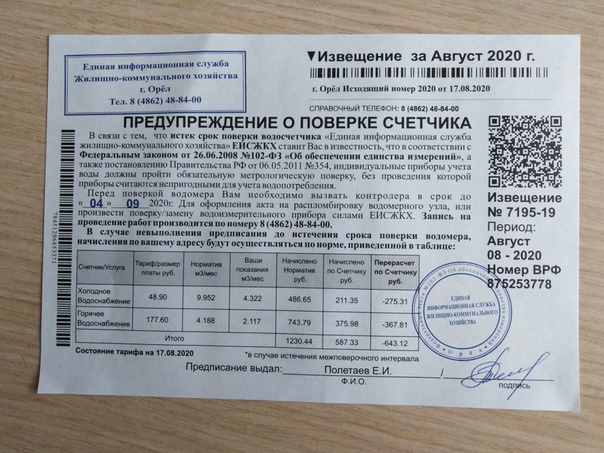 Единая информационная служба
Жилищно-коммунального хозяйства
г. Орёл
Тел. 8 (4862) 48-84-00
▼Извещение за Август 2020 г.
г. Орёл Исходящий номер 2020 от 17.08.2020
СПРАВОЧНЫЙ ТЕЛЕФОН: 8 (4862) 48-84-00
ПРЕДУПРЕЖДЕНИЕ О ПОВЕРКЕ СЧЕТЧИКА
В связи с тем, что истек срок поверки водосчетчика «Единая информационная служба
жилищно-коммунального хозяйства» ЕИСЖКХ ставит Вас в известность, что в соответствии с
Федеральным законом от 26.06.2008 №102-ФЗ «Об обеспечении единства измерений», а
также постановлению Правительства РФ от 06.05.2011 №354, индивидуальные приборы учета
воды должны пройти обязательную метрологическую поверку, без проведения которой
приборы считаются непригодными для учета водопотребления.
Перед поверкой водомера Вам необходимо вызвать контролера в срок до
« 04 » 09 2020г. Для оформления акта на распломбировку водомерного узла, или
произвести поверку/замену водоизмерительного прибора силами ЕИСЖКХ. Запись на
проведение работ производится по номеру 8 (4862) 48-84-00.
В случае невыполнения предписания до истечения срока поверки водомера,
начисления по вашему адресу будут осуществляться по норме, приведенной в таблице:
Извещение
№ 7195-19
Период:
Август
08 - 2020
Номер ВРФ
875253778
Счетчик/Услуга Тариф/размер платы руб. Норматив м3/мес Ваши показания м3/мес Начислено Норматив руб. Начислено по Счетчику руб. Перерасчет по Счетчику руб.
Холодное Водоснабжение 48.90 9.952 4.322 486.65 211.35 -275.31
Горячее Водоснабжение 177.60 4.188 2.117 743.79 375.98 -367.81
Итого 1230.44 587.33 -643.12
Состояние тарифа на 17.08.2020
*в случае истечения межповерочного интервала
Предписание выдал: Полетаев Е.И.
Ф.И.О.
подпись
ЕДИНАЯ
ИНФОРМАЦИОННАЯ СЛУЖБА
ЖИЛИЩНО-КОММУНАЛЬНОГО
ХОЗЯЙСТВА